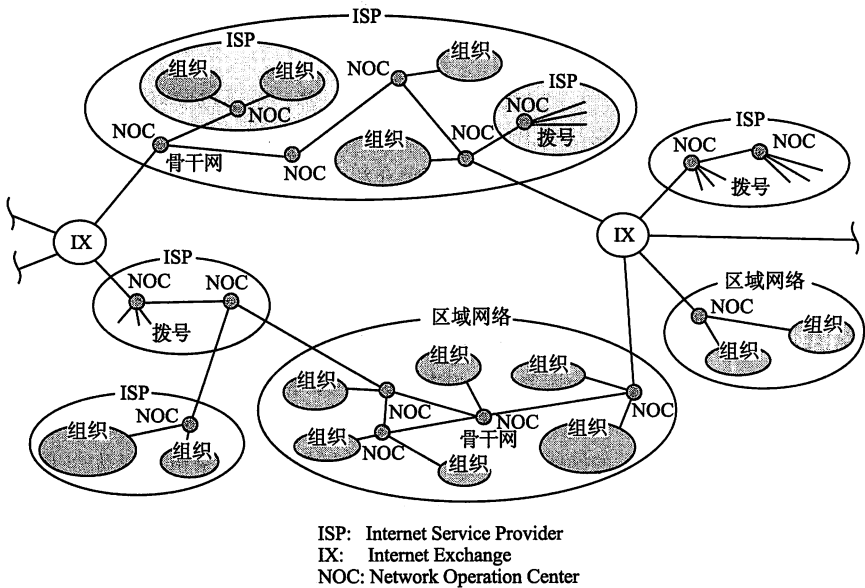 ISP
ISP
组织
组织
NOC
NOC
骨干网
NOC
NOC
组织
组织
NOC
ISP
NOC
拨号
ISP
NOC
NOC
拨号
IX
IX
ISP
NOC
NOC
拨号
区域网络
NOC
组织
组织
区域网络
组织
组织
组织
NOC
NOC
骨干网
NOC
NOC
组织
组织
组织
ISP
NOC
组织
组织
ISP: Internet Service Provider
IX: Internet Exchange
NOC: Network Operation Center